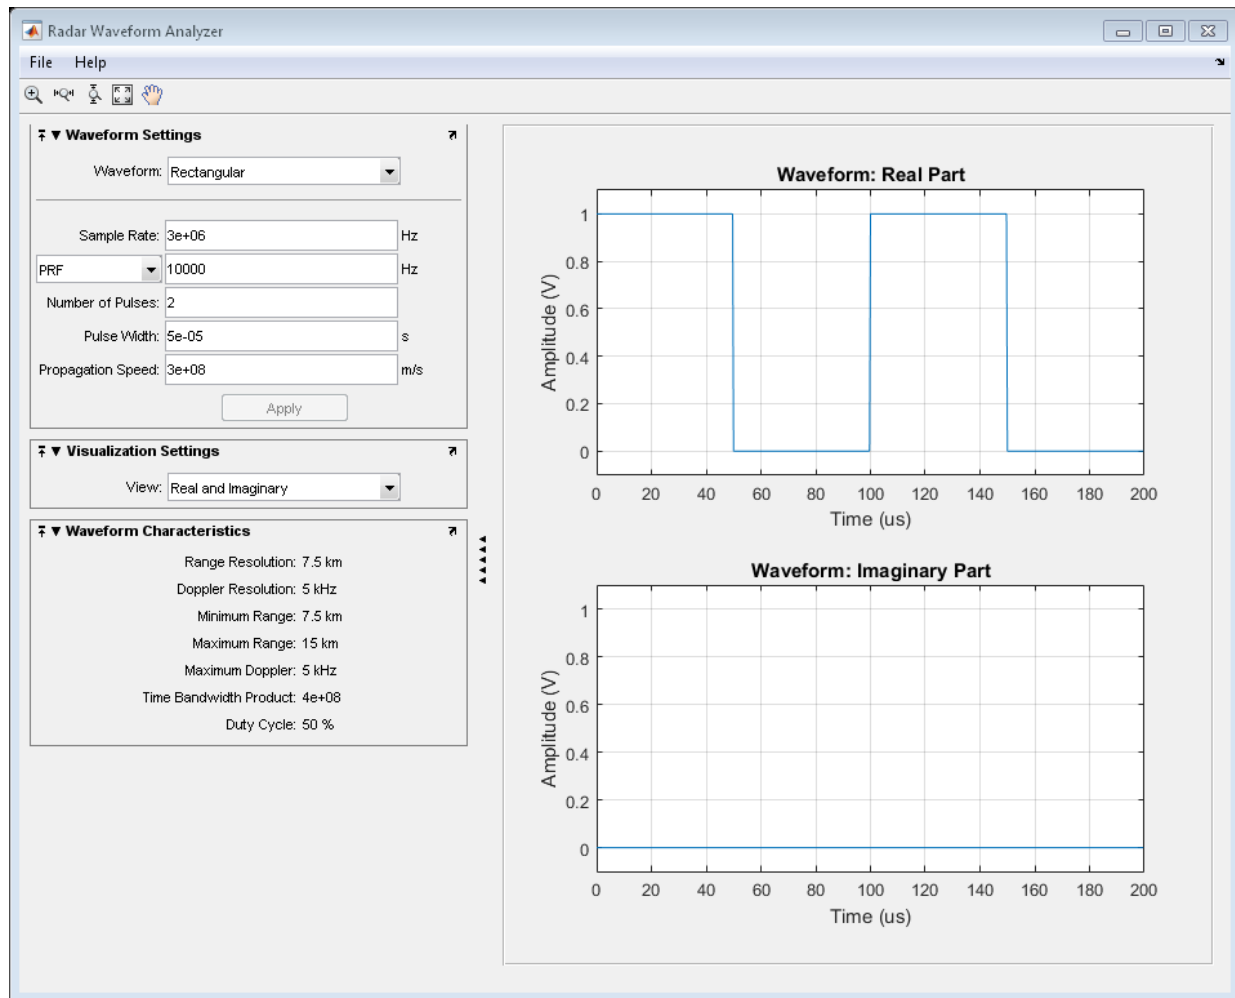 Radar Waveform Analyzer
File Help
Waveform Settings
Waveform: Rectangular
Sample Rate: 3e+06 Hz
PRF 10000 Hz
Number of Pulses: 2
Pulse Width: 5e-05 s
Propagation Speed: 3e+08 m/s
Apply
Visualization Settings
View: Real and Imaginary
Waveform Characteristics
Range Resolution: 7.5 km
Doppler Resolution: 5 kHz
Minimum Range: 7.5 km
Maximum Range: 15 km
Maximum Doppler: 5 kHz
Time Bandwidth Product: 4e+08
Duty Cycle: 50 %
Waveform: Real Part
Amplitude (V)
1
0.8
0.6
0.4
0.2
0
0 20 40 60 80 100 120 140 160 180 200
Time (us)
Waveform: Imaginary Part
Amplitude (V)
1
0.8
0.6
0.4
0.2
0
0 20 40 60 80 100 120 140 160 180 200
Time (us)